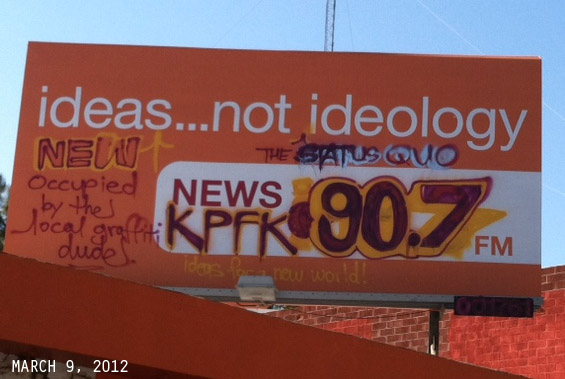 ideas...not ideology
NEW
THE STATUS QUO
Occupied
by the
local graffiti
dudes.
NEWS
KPFK @ 90.7
FM
ideas for a new world!
MARCH 9, 2012